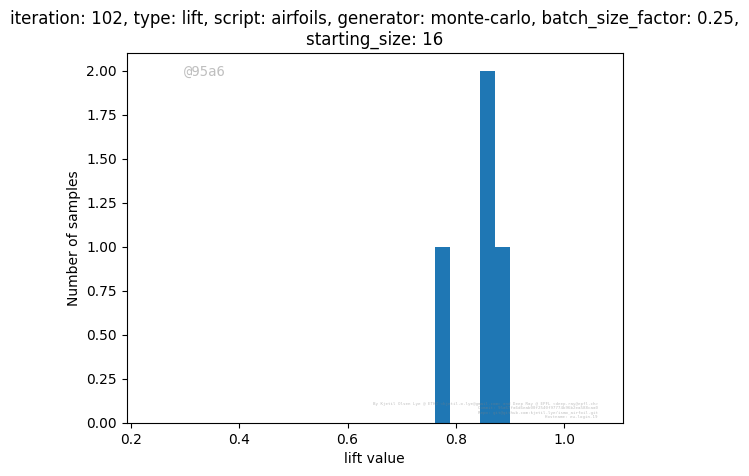 iteration: 102, type: lift, script: airfoils, generator: monte-carlo, batch_size_factor: 0.25,
starting_size: 16
@95a6
2.00
1.75
1.50
1.25
1.00
0.75
0.50
0.25
0.00
Number of samples
0.2
0.4
0.6
0.8
1.0
lift value